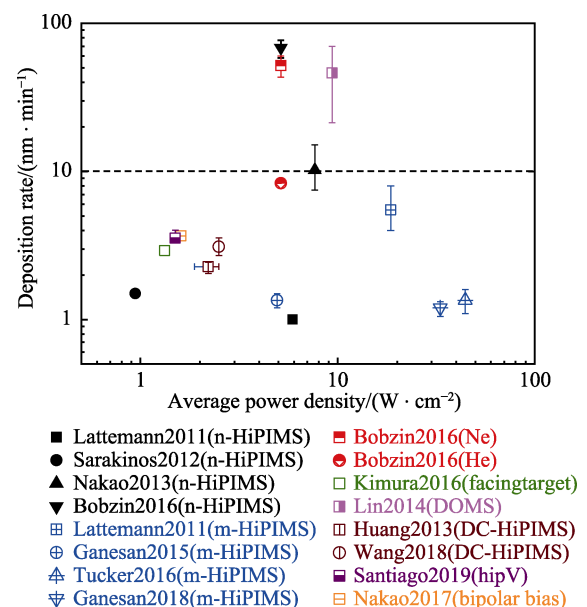 100
10
1
Deposition rate/(nm · min⁻¹)
1
10
100
Average power density/(W · cm⁻²)
Lattemann2011(n-HiPIMS)
Sarakinos2012(n-HiPIMS)
Nakao2013(n-HiPIMS)
Bobzin2016(n-HiPIMS)
Lattemann2011(m-HiPIMS)
Ganesan2015(m-HiPIMS)
Tucker2016(m-HiPIMS)
Ganesan2018(m-HiPIMS)
Bobzin2016(Ne)
Bobzin2016(He)
Kimura2016(facingtarget)
Lin2014(DOMS)
Huang2013(DC-HiPIMS)
Wang2018(DC-HiPIMS)
Santiago2019(hipV)
Nakao2017(bipolar bias)